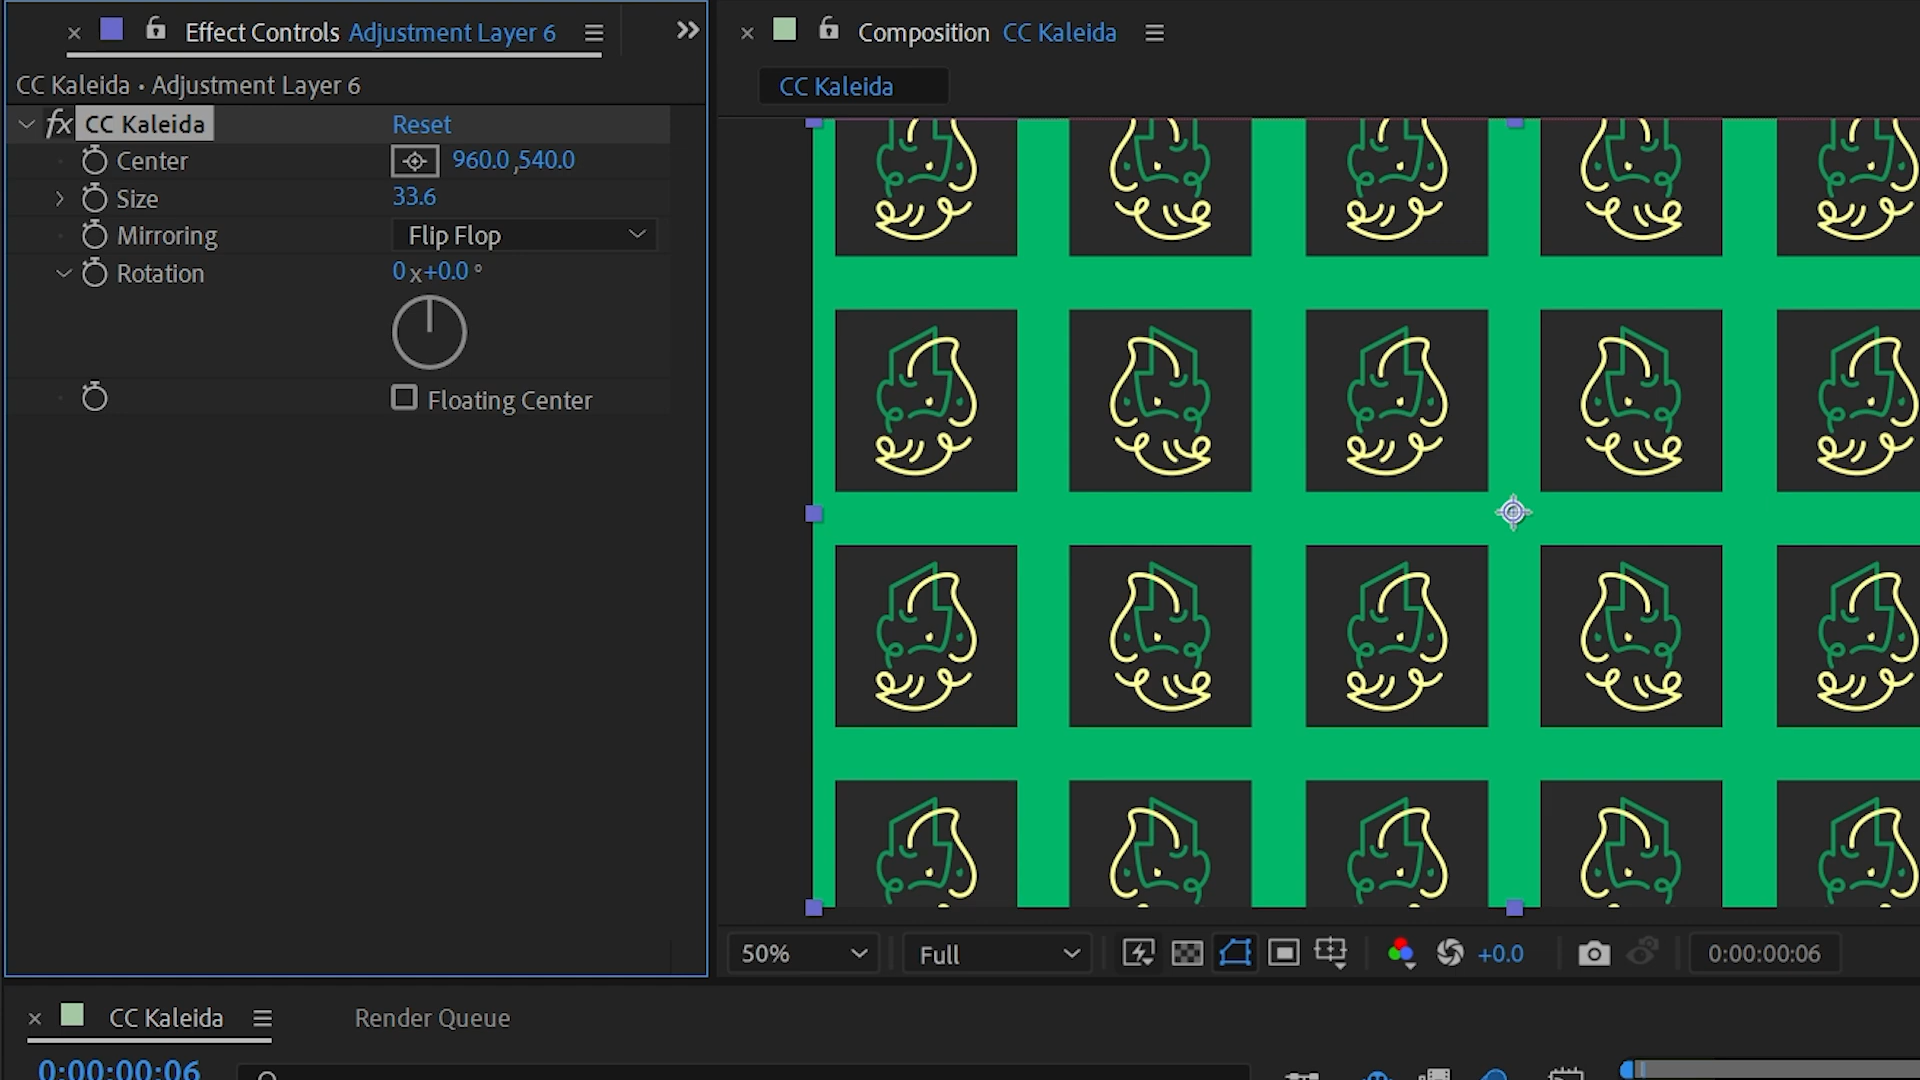 Effect Controls Adjustment Layer 6
CC Kaleida • Adjustment Layer 6
fx CC Kaleida Reset
Center 960.0,540.0
Size 33.6
Mirroring Flip Flop
Rotation 0x+0.0°
Floating Center
Composition CC Kaleida
CC Kaleida
50% Full +0.0 0:00:00:06
CC Kaleida Render Queue
0:00:00:06